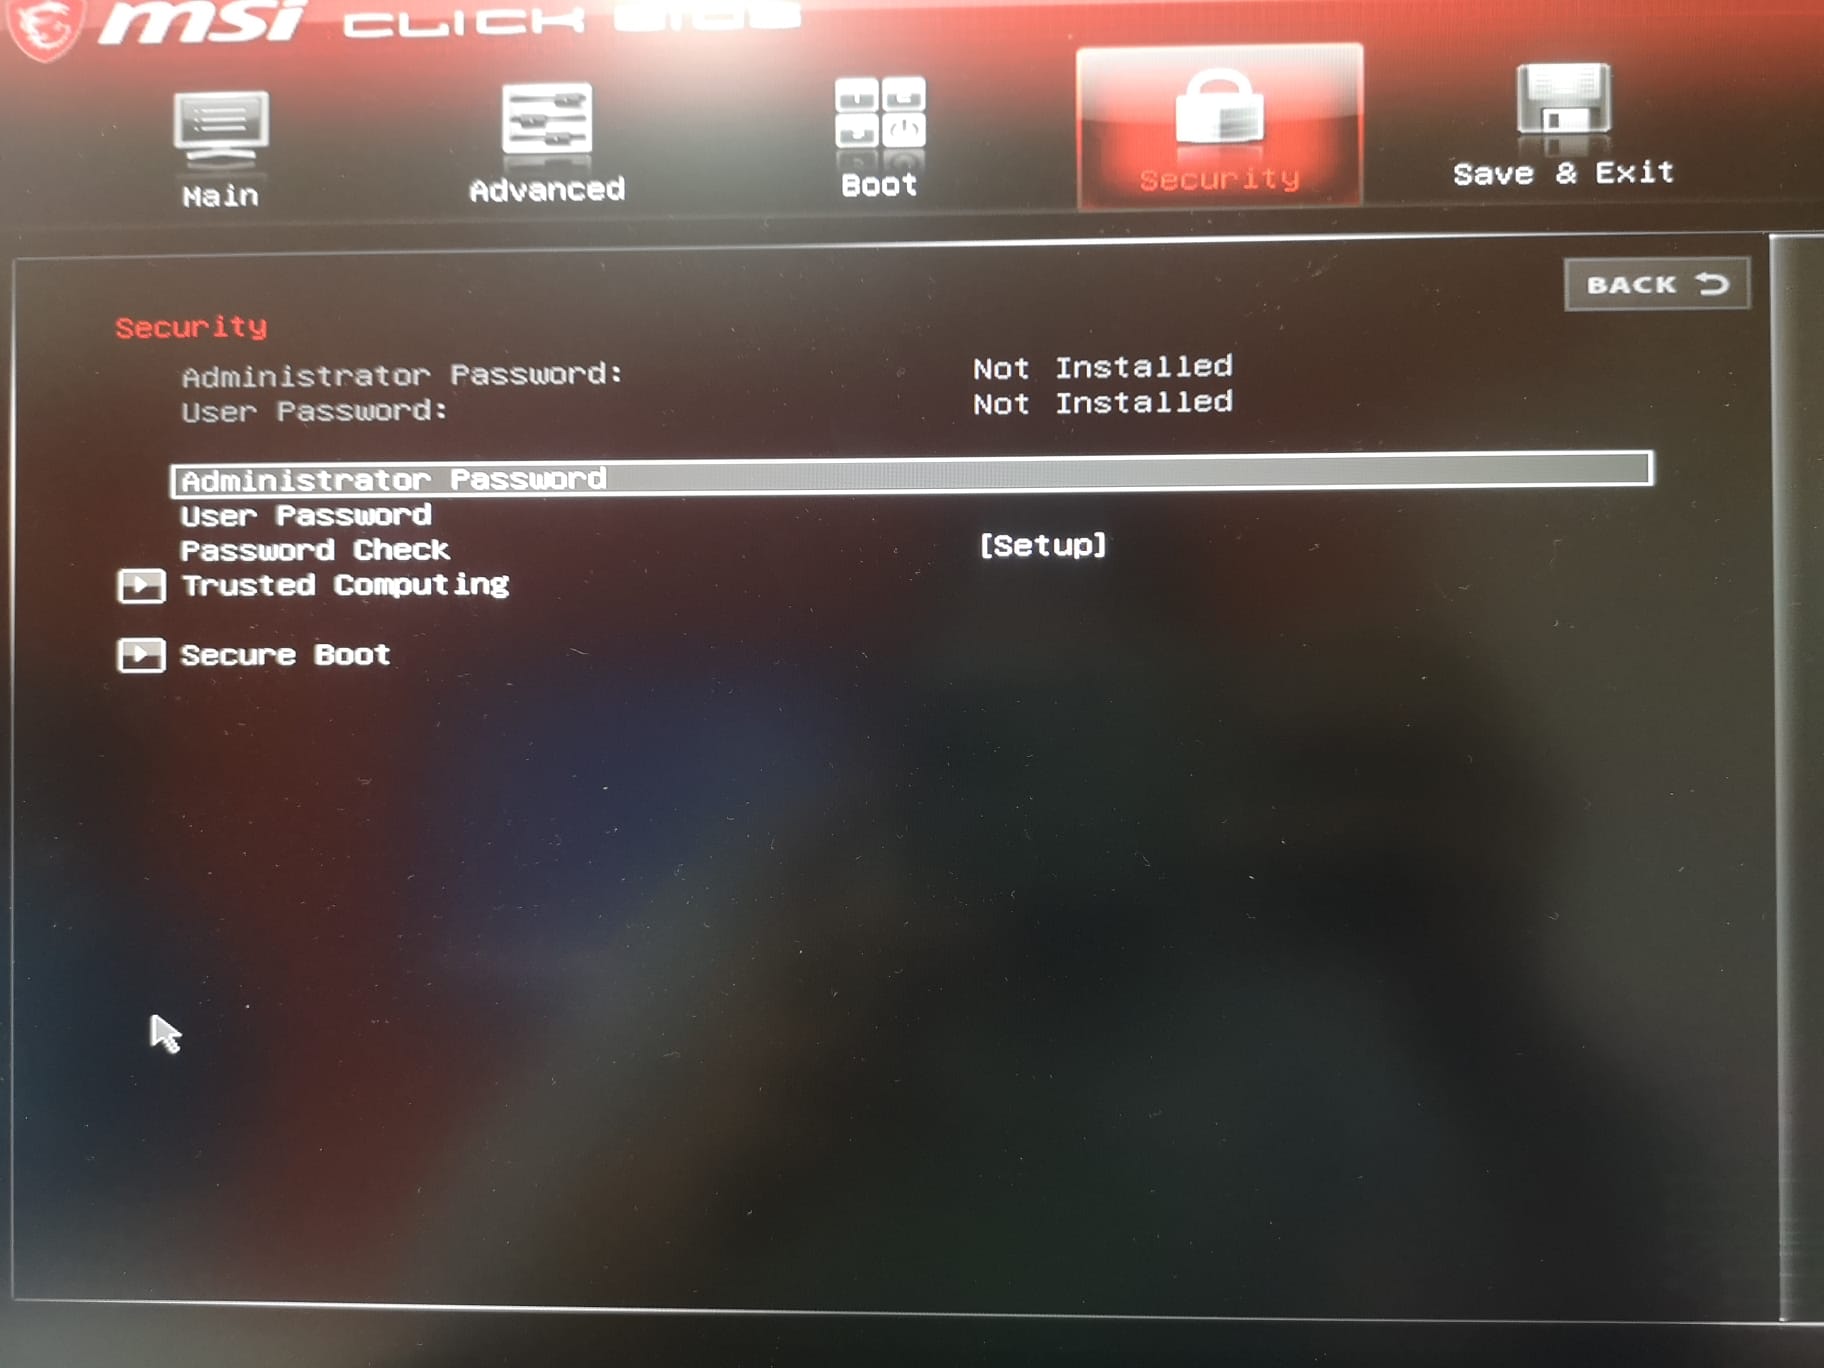 msi CLICK BIOS
Main
Advanced
Boot
Security
Save & Exit
BACK
Security
Administrator Password: Not Installed
User Password: Not Installed
Administrator Password
User Password
Password Check [Setup]
Trusted Computing
Secure Boot